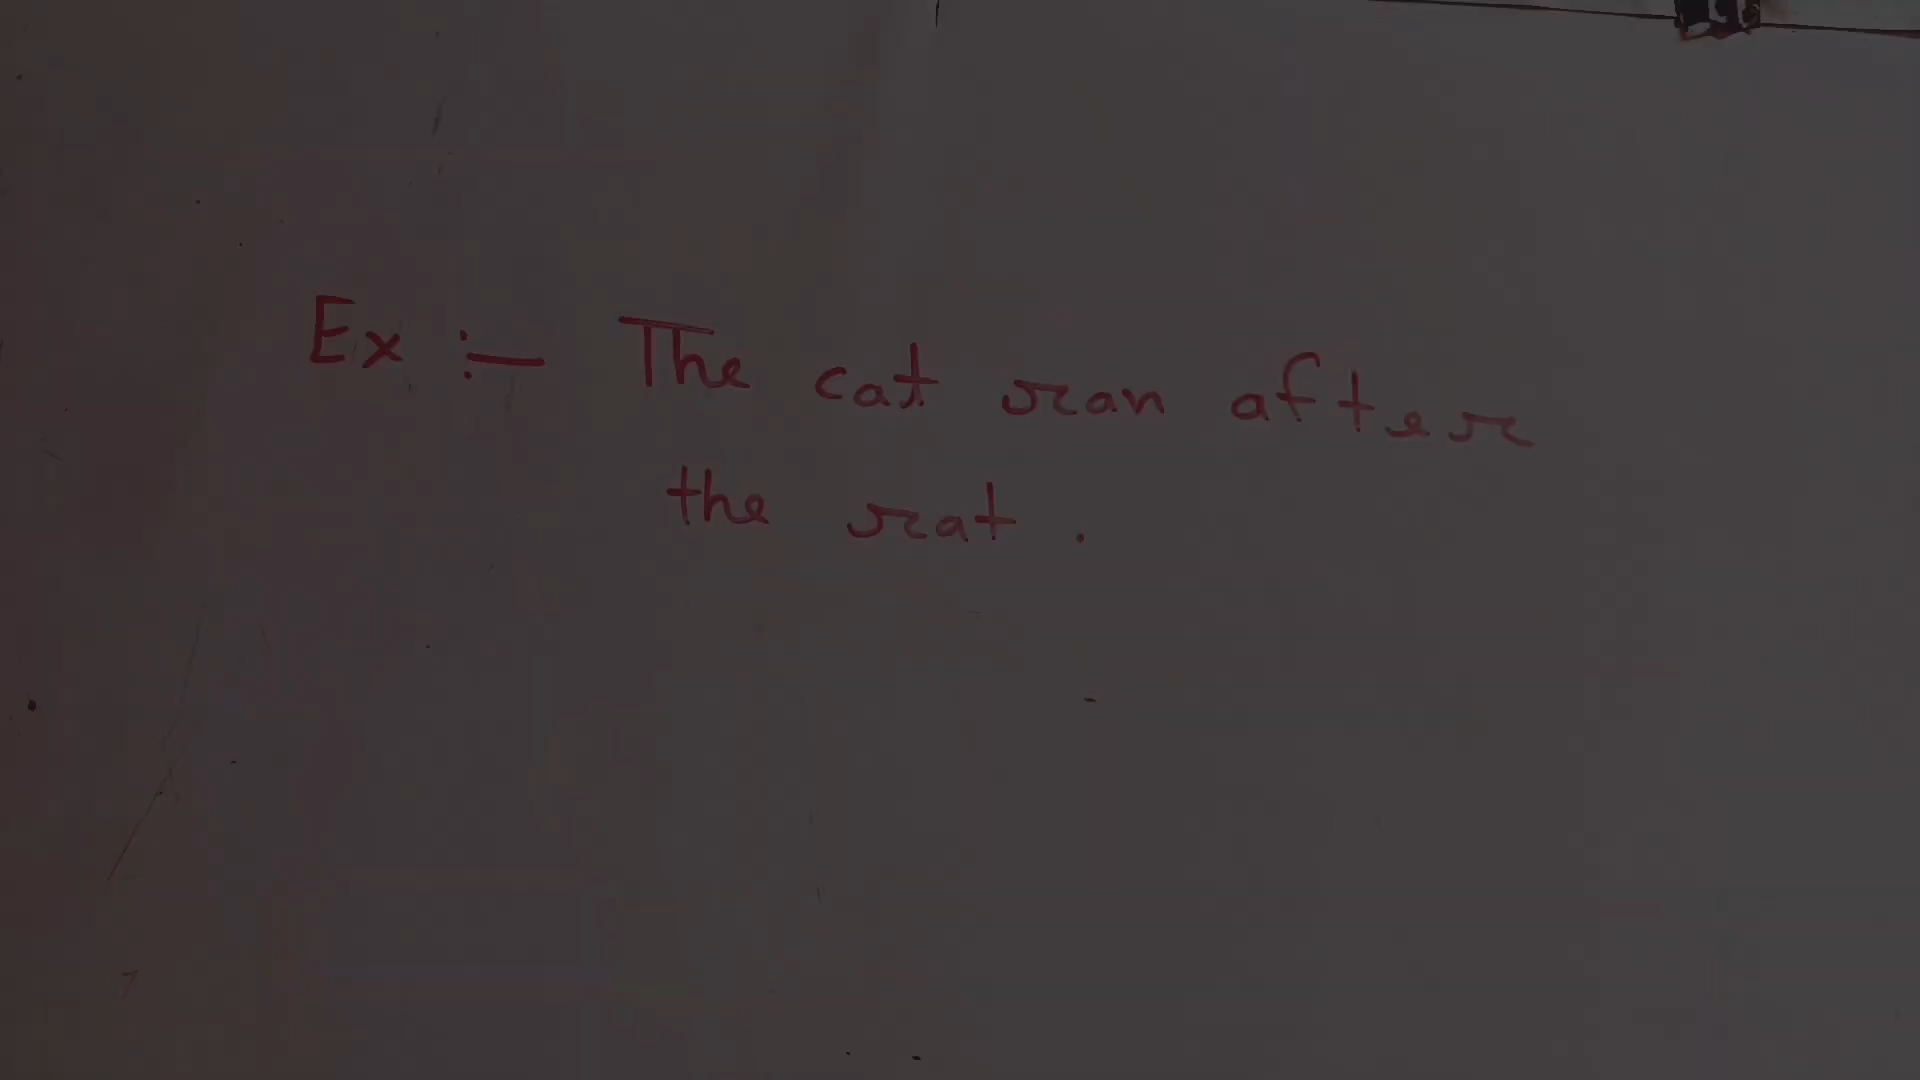 Ex :- The cat ran after
the rat .